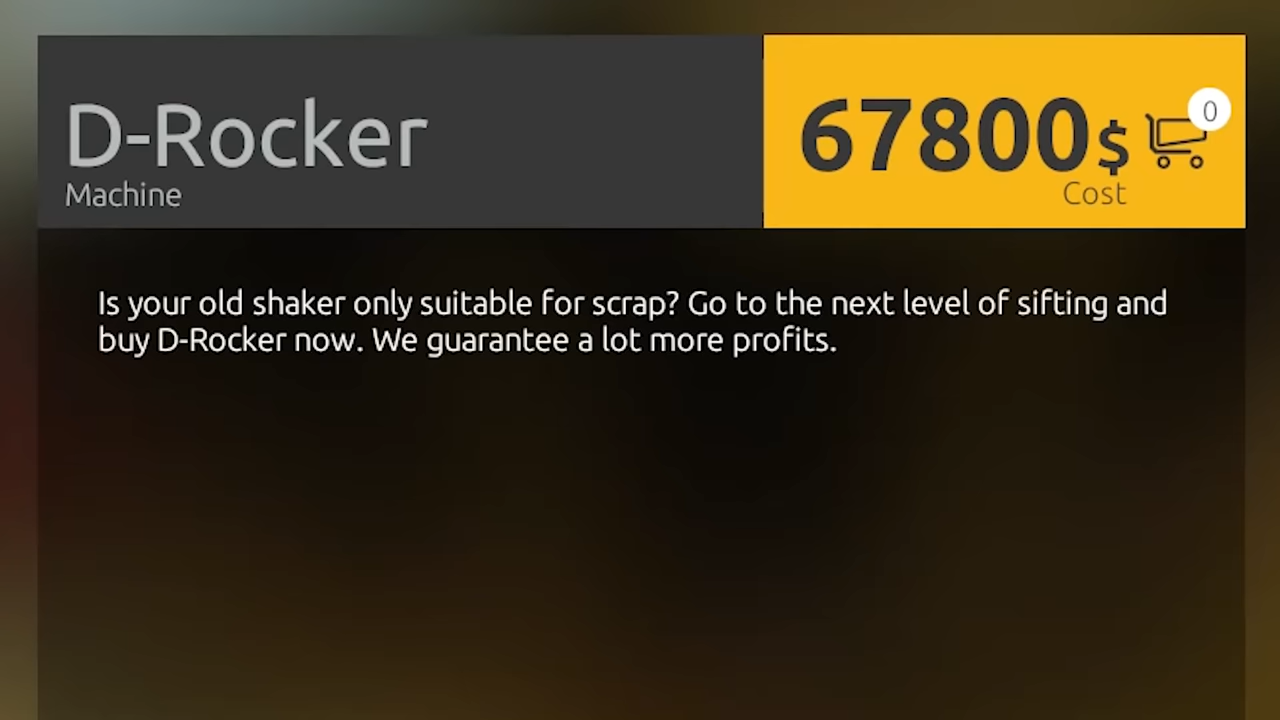 D-Rocker
Machine
67800$
0
Cost
Is your old shaker only suitable for scrap? Go to the next level of sifting and
buy D-Rocker now. We guarantee a lot more profits.